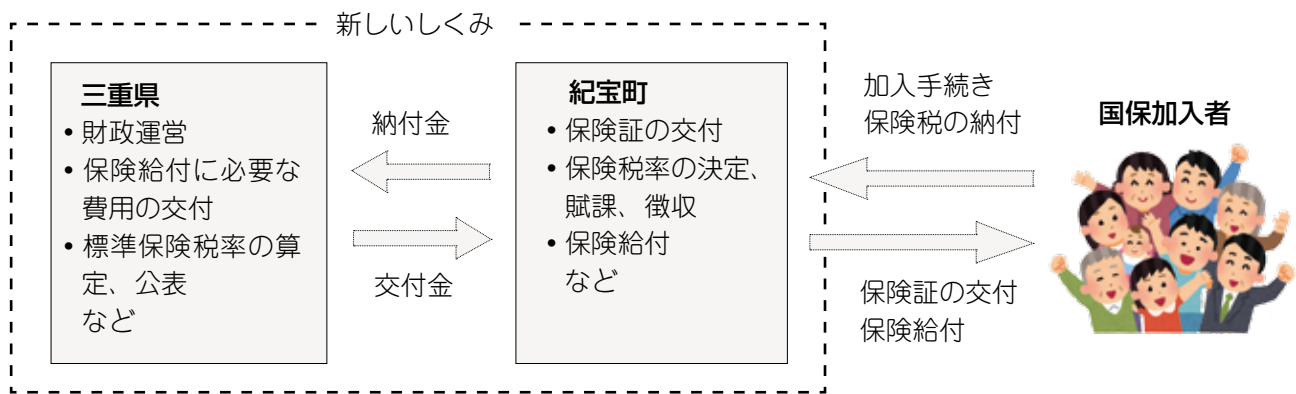 新しいしくみ
三重県
•財政運営
•保険給付に必要な
費用の交付
•標準保険税率の算
定、公表
など
納付金
交付金
紀宝町
•保険証の交付
•保険税率の決定、
賦課、徴収
•保険給付
など
加入手続き
保険税の納付
保険証の交付
保険給付
国保加入者